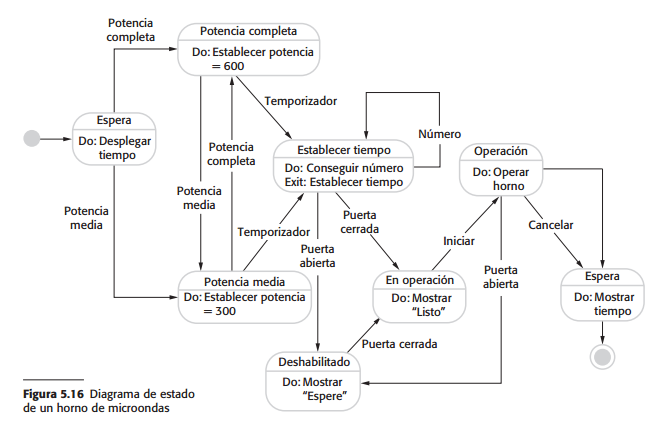 Potencia
completa
Potencia completa
Do: Establecer potencia
= 600
Temporizador
Espera
Do: Desplegar
tiempo
Potencia
completa
Establecer tiempo
Do: Conseguir número
Exit: Establecer tiempo
Número
Operación
Do: Operar
horno
Potencia
media
Potencia
media
Temporizador
Puerta
cerrada
Puerta
abierta
Iniciar
Cancelar
Puerta
abierta
Potencia media
Do: Establecer potencia
= 300
En operación
Do: Mostrar
“Listo”
Espera
Do: Mostrar
tiempo
Puerta cerrada
Deshabilitado
Do: Mostrar
“Espere”
Figura 5.16 Diagrama de estado
de un horno de microondas